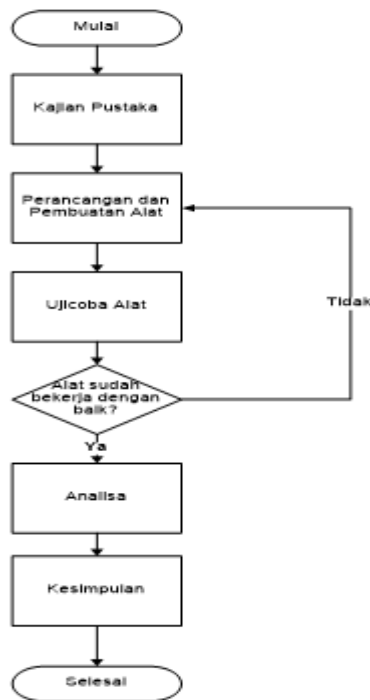 Mulai
Kajian Pustaka
Perancangan dan
Pembuatan Alat
Ujicoba Alat
Tidak
Alat sudah
bekerja dengan
baik?
Ya
Analisa
Kesimpulan
Selesai